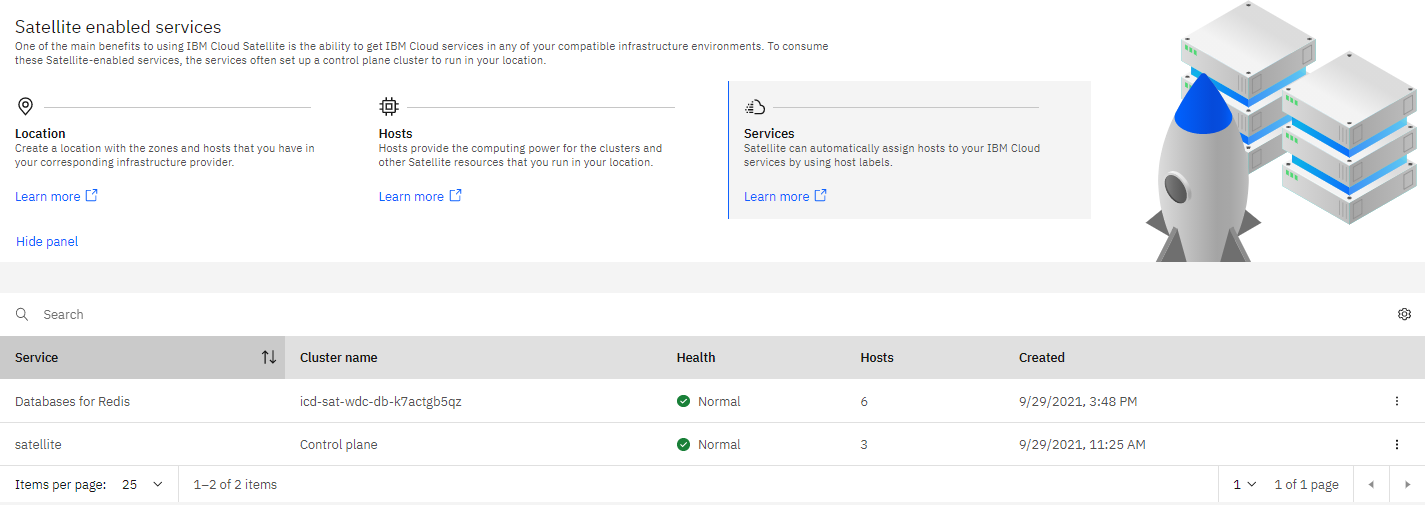 Satellite enabled services
One of the main benefits to using IBM Cloud Satellite is the ability to get IBM Cloud services in any of your compatible infrastructure environments. To consume
these Satellite-enabled services, the services often set up a control plane cluster to run in your location.
Location
Create a location with the zones and hosts that you have in
your corresponding infrastructure provider.
Learn more
Hosts
Hosts provide the computing power for the clusters and
other Satellite resources that you run in your location.
Learn more
Services
Satellite can automatically assign hosts to your IBM Cloud
services by using host labels.
Learn more
Hide panel
Search
Service Cluster name Health Hosts Created
Databases for Redis icd-sat-wdc-db-k7actgb5qz Normal 6 9/29/2021, 3:48 PM
satellite Control plane Normal 3 9/29/2021, 11:25 AM
Items per page: 25 1–2 of 2 items 1 1 of 1 page